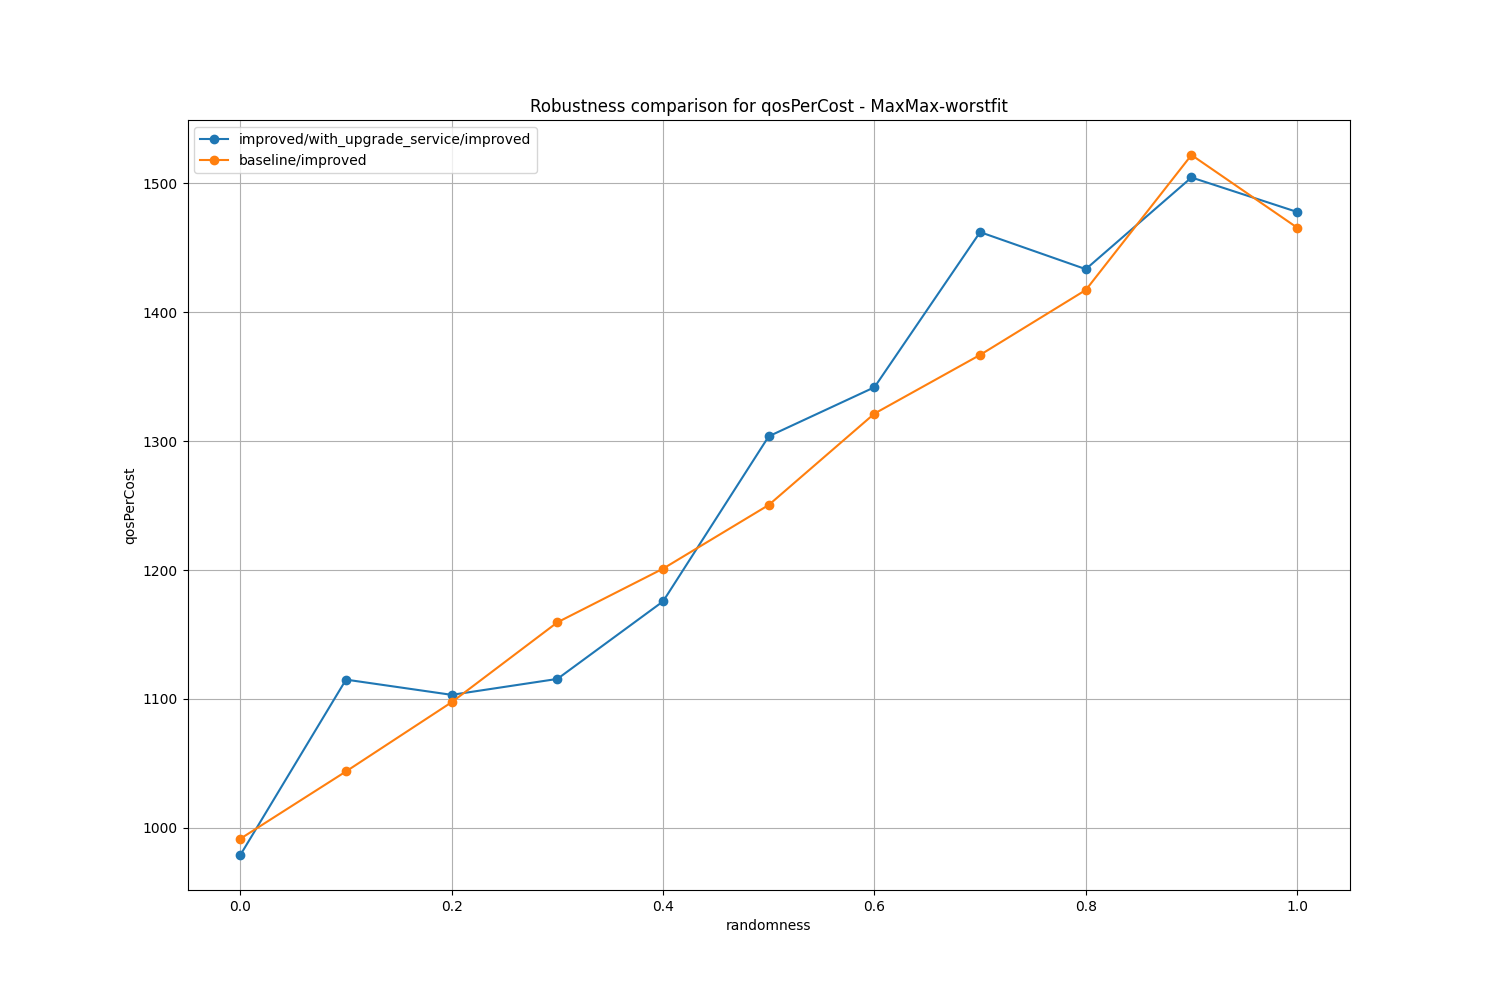 Robustness comparison for qosPerCost - MaxMax-worstfit
improved/with_upgrade_service/improved
baseline/improved
1500
1400
1300
1200
1100
1000
qosPerCost
0.0 0.2 0.4 0.6 0.8 1.0
randomness